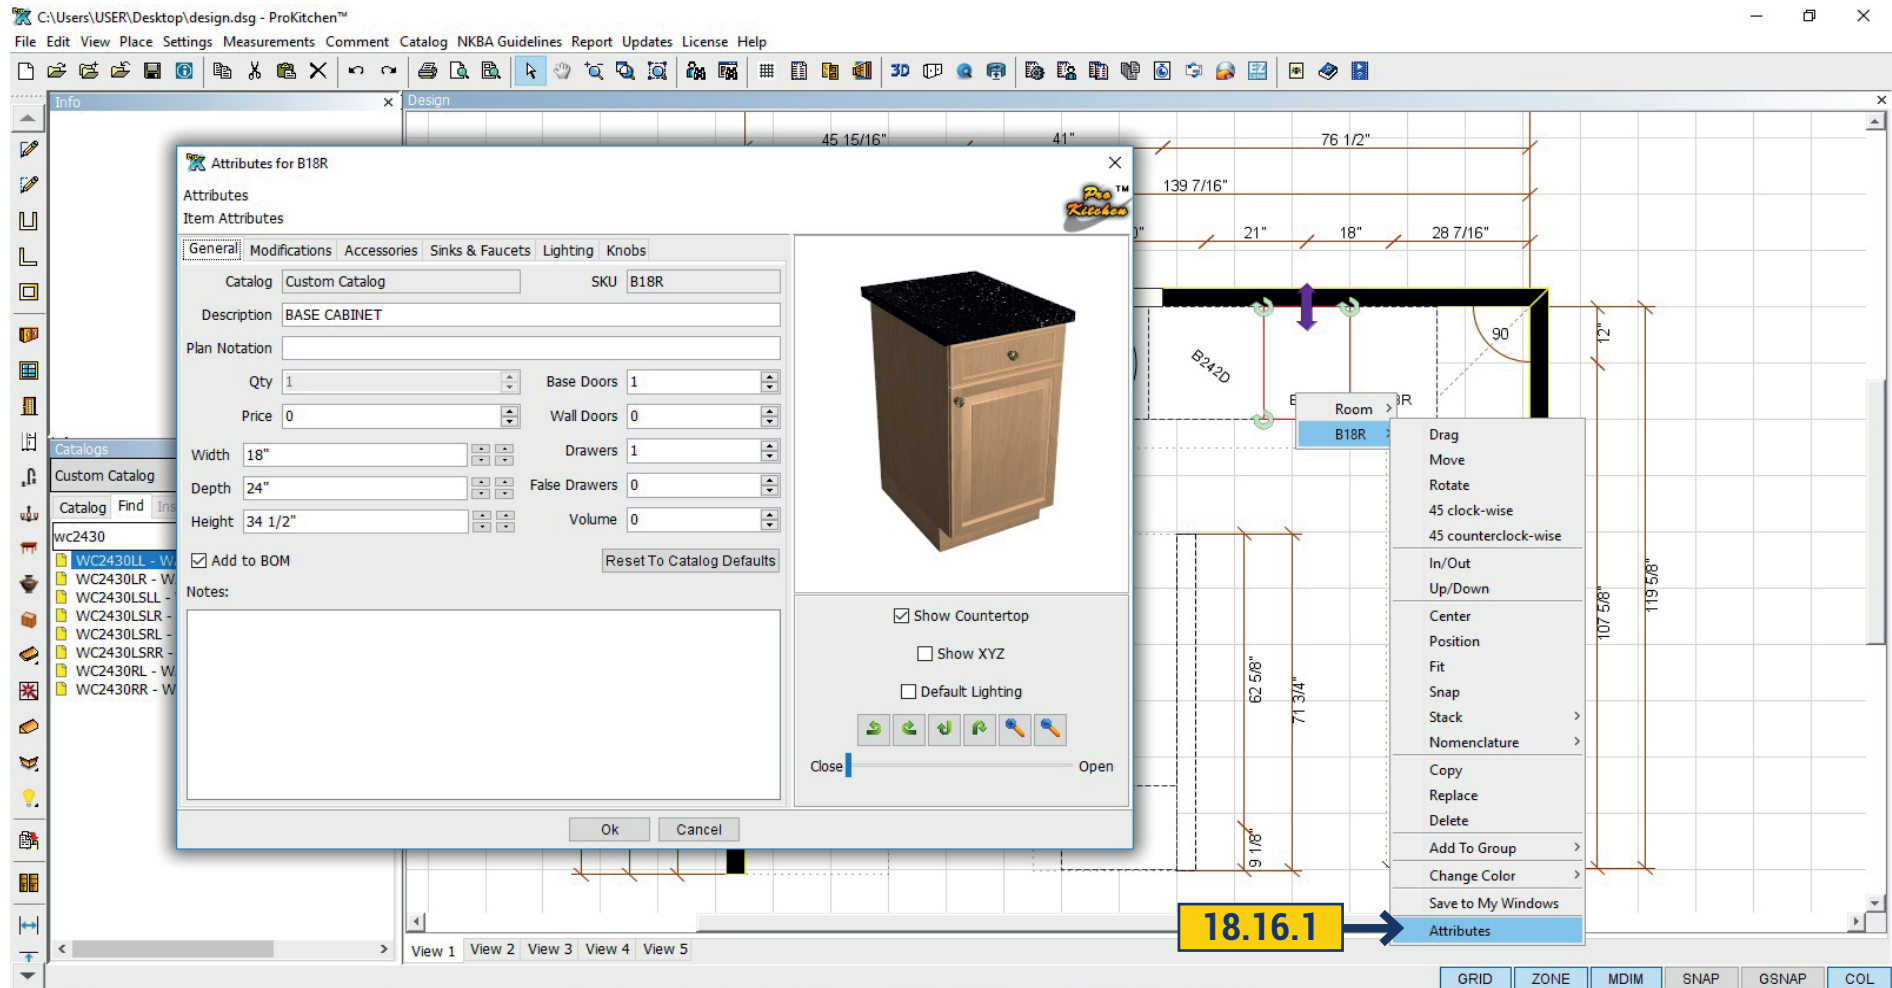 C:\Users\USER\Desktop\design.dsg - ProKitchen™
File Edit View Place Settings Measurements Comment Catalog NKBA Guidelines Report Updates License Help
3D
Info
Design
45 15/16"
41"
76 1/2"
139 7/16"
21"
18"
28 7/16"
90
12"
B242D
107 5/8"
119 5/8"
62 5/8"
71 3/4"
9 1/8"
Attributes for B18R
Attributes
Item Attributes
Pro Kitchen ™
General Modifications Accessories Sinks & Faucets Lighting Knobs
Catalog Custom Catalog SKU B18R
Description BASE CABINET
Plan Notation
Qty 1 Base Doors 1
Price 0 Wall Doors 0
Width 18" Drawers 1
Depth 24" False Drawers 0
Height 34 1/2" Volume 0
Add to BOM Reset To Catalog Defaults
Notes:
Show Countertop
Show XYZ
Default Lighting
Close Open
Ok Cancel
Catalogs
Custom Catalog
Catalog Find Ins
wc2430
WC2430LL - W
WC2430LR - W
WC2430LSLL -
WC2430LSLR -
WC2430LSRL -
WC2430LSRR -
WC2430RL - W
WC2430RR - W
Room
B18R
Drag
Move
Rotate
45 clock-wise
45 counterclock-wise
In/Out
Up/Down
Center
Position
Fit
Snap
Stack
Nomenclature
Copy
Replace
Delete
Add To Group
Change Color
Save to My Windows
Attributes
18.16.1
View 1 View 2 View 3 View 4 View 5
GRID ZONE MDIM SNAP GSNAP COL